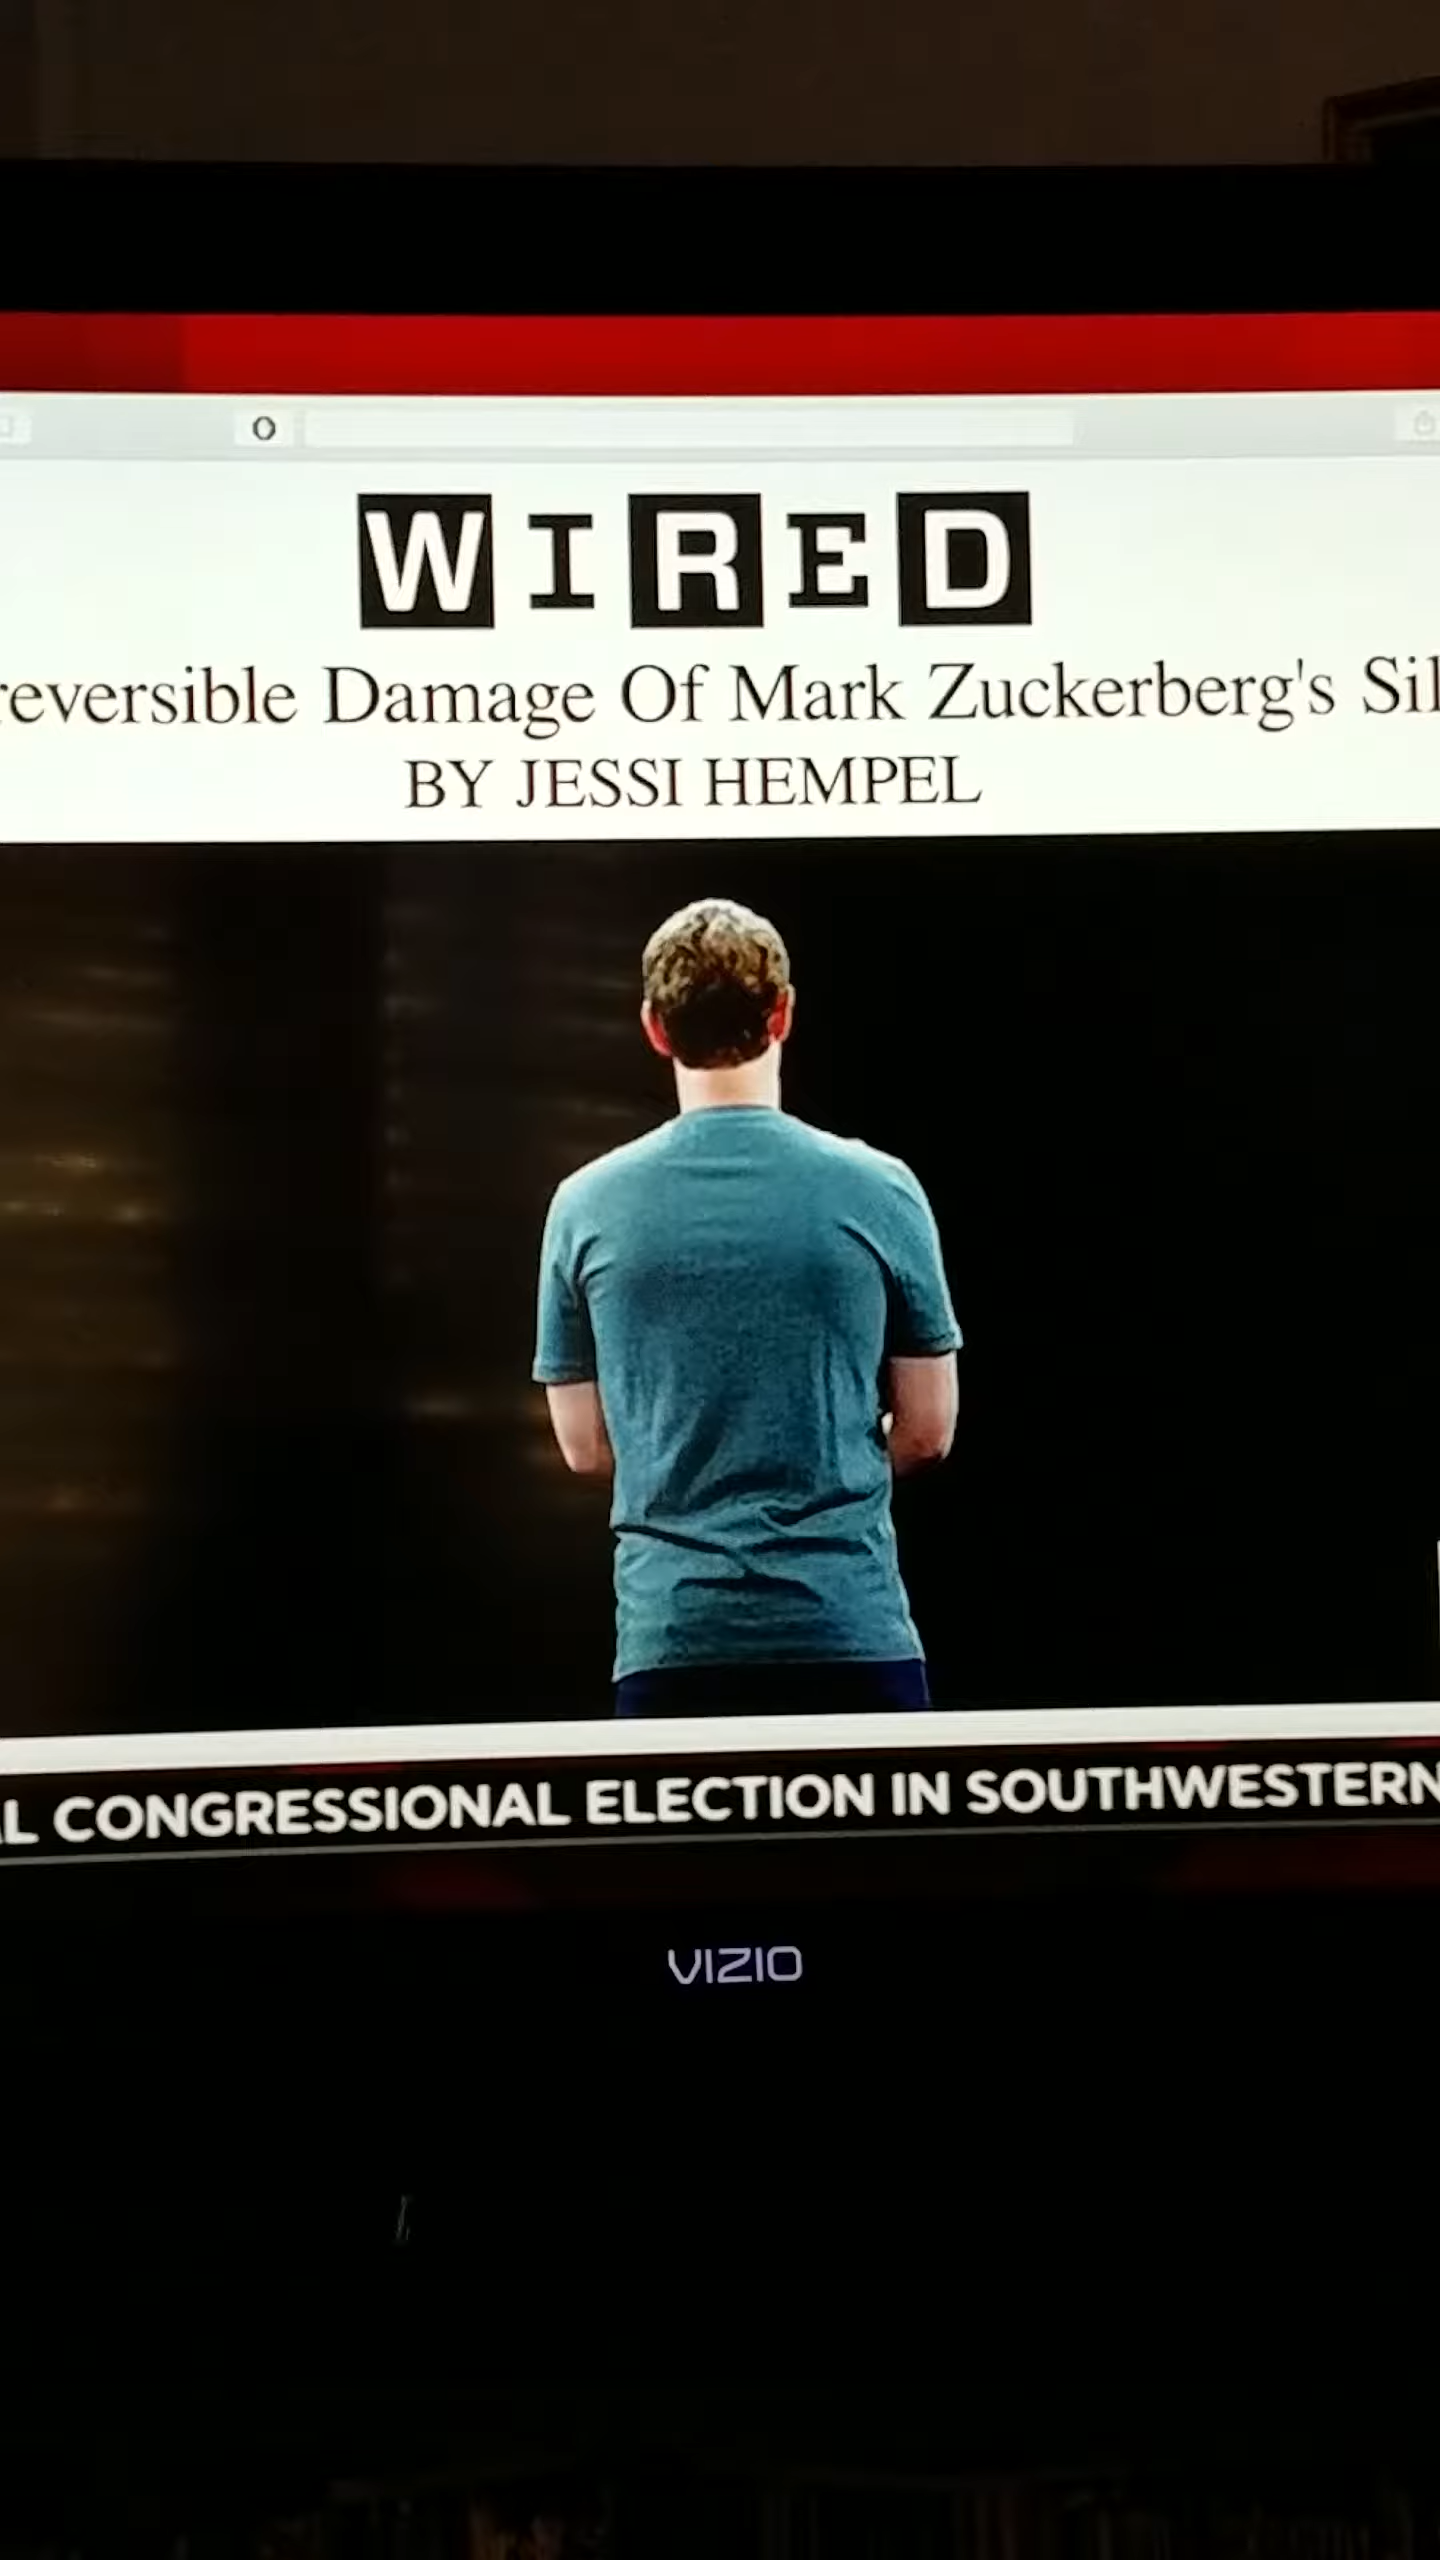 WIRED
reversible Damage Of Mark Zuckerberg's Sil
BY JESSI HEMPEL
L CONGRESSIONAL ELECTION IN SOUTHWESTERN
VIZIO